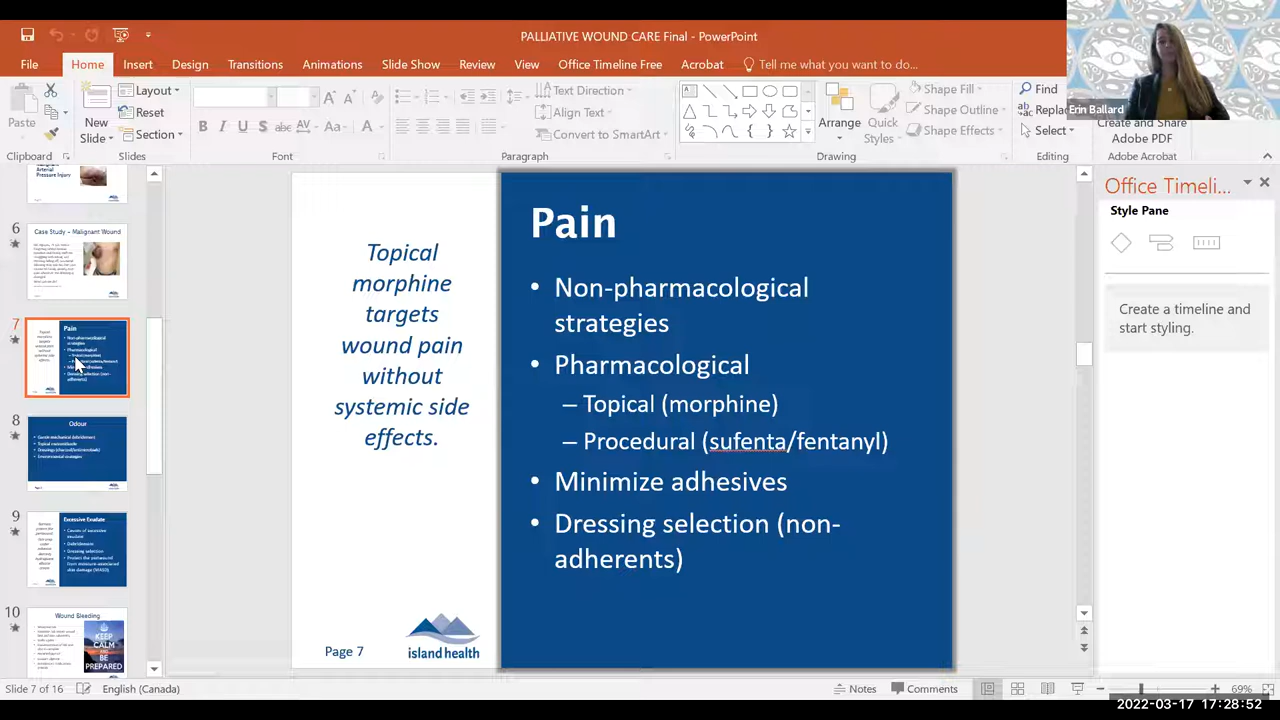 PALLIATIVE WOUND CARE Final - PowerPoint
File Home Insert Design Transitions Animations Slide Show Review View Office Timeline Free Acrobat Tell me what you want to do...
Paste
Clipboard
New Slide
Layout
Reset
Section
Slides
Font
Text Direction
Align Text
Convert to SmartArt
Paragraph
Arrange
Quick Styles
Shape Fill
Shape Outline
Shape Effects
Drawing
Find
Select
Editing
Create and Share
Adobe PDF
Adobe Acrobat
Erin Ballard
Arterial
Pressure Injury
6
Case Study – Malignant Wound
7
Pain
8
Odour
9
Excessive Exudate
10
Wound Bleeding
KEEP
CALM
BE
PREPARED
Topical
morphine
targets
wound pain
without
systemic side
effects.
Page 7
island health
Pain
• Non-pharmacological
strategies
• Pharmacological
– Topical (morphine)
– Procedural (sufenta/fentanyl)
• Minimize adhesives
• Dressing selection (non-
adherents)
Office Timeli...
Style Pane
Create a timeline and
start styling.
Slide 7 of 16 English (Canada) Notes Comments 69%
2022-03-17 17:28:52